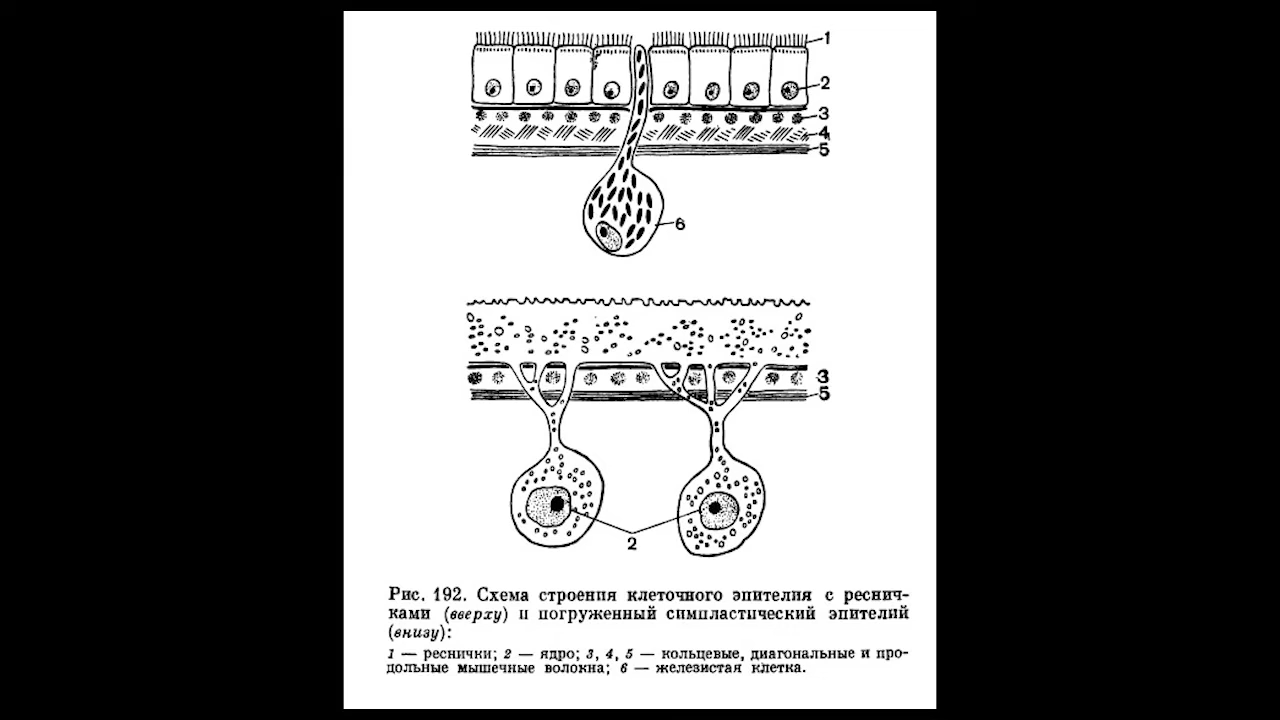 1
2
3
4
5
6
3
5
2
Рис. 192. Схема строения клеточного эпителия с реснич-
ками (вверху) и погруженный симпластический эпителий
(внизу):
1 — реснички; 2 — ядро; 3, 4, 5 — кольцевые, диагональные и про-
дольные мышечные волокна; 6 — железистая клетка.